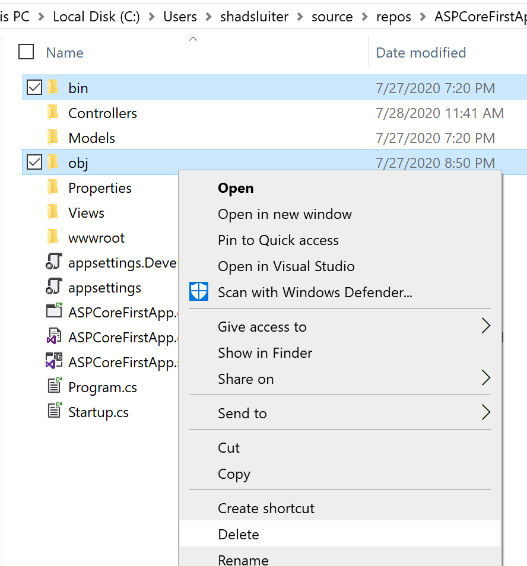 is PC > Local Disk (C:) > Users > shadsluiter > source > repos > ASPCoreFirstAp
Name Date modified
bin 7/27/2020 7:20 PM
Controllers 7/28/2020 11:41 AM
Models 7/27/2020 7:20 PM
obj 7/27/2020 8:50 PM
Properties
Views
wwwroot
appsettings.Deve
appsettings
ASPCoreFirstApp.
ASPCoreFirstApp.
ASPCoreFirstApp.s
Program.cs
Startup.cs
Open
Open in new window
Pin to Quick access
Open in Visual Studio
Scan with Windows Defender...
Give access to
Show in Finder
Share on
Send to
Cut
Copy
Create shortcut
Delete
Rename